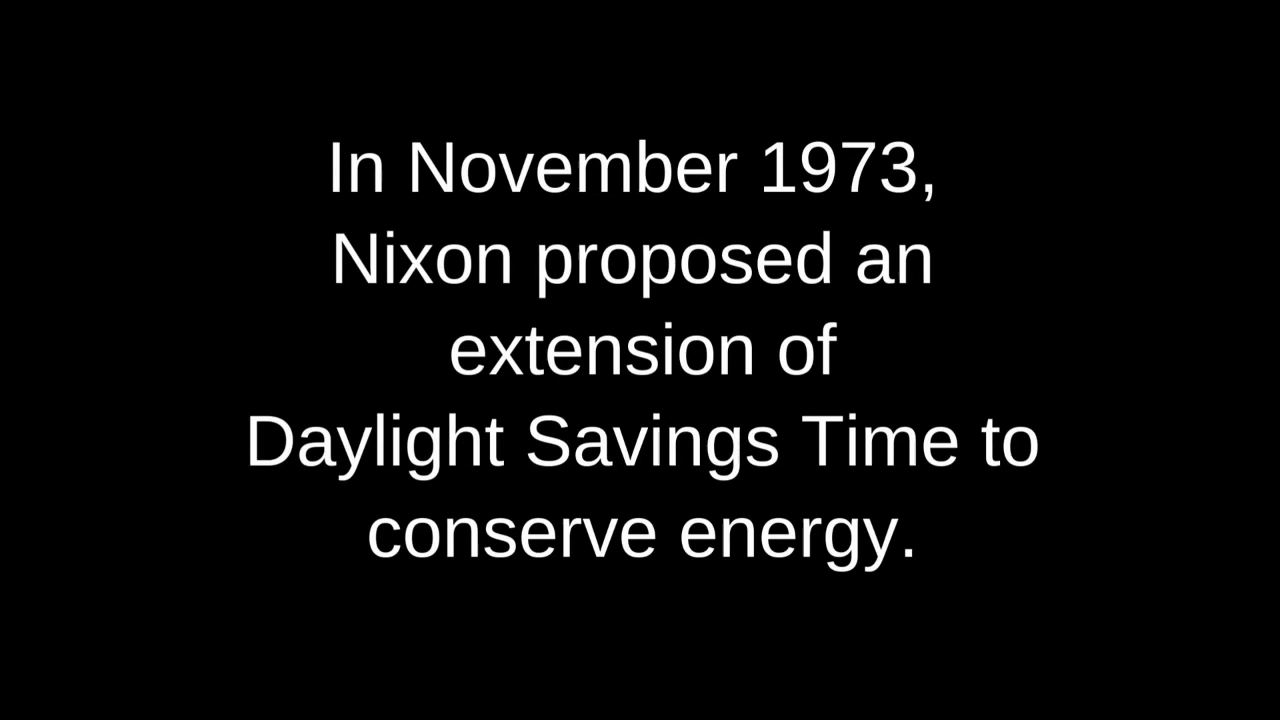 In November 1973,
Nixon proposed an
extension of
Daylight Savings Time to
conserve energy.